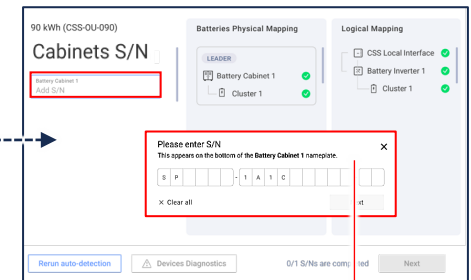 90 kWh (CSS-OU-090)
Cabinets S/N
Battery Cabinet 1
Add S/N
Batteries Physical Mapping
LEADER
Battery Cabinet 1
Cluster 1
Logical Mapping
CSS Local Interface
Battery Inverter 1
Cluster 1
Please enter S/N
This appears on the bottom of the Battery Cabinet 1 nameplate.
S P - 1 A 1 C
× Clear all
Rerun auto-detection
Devices Diagnostics
0/1 S/Ns are
Next